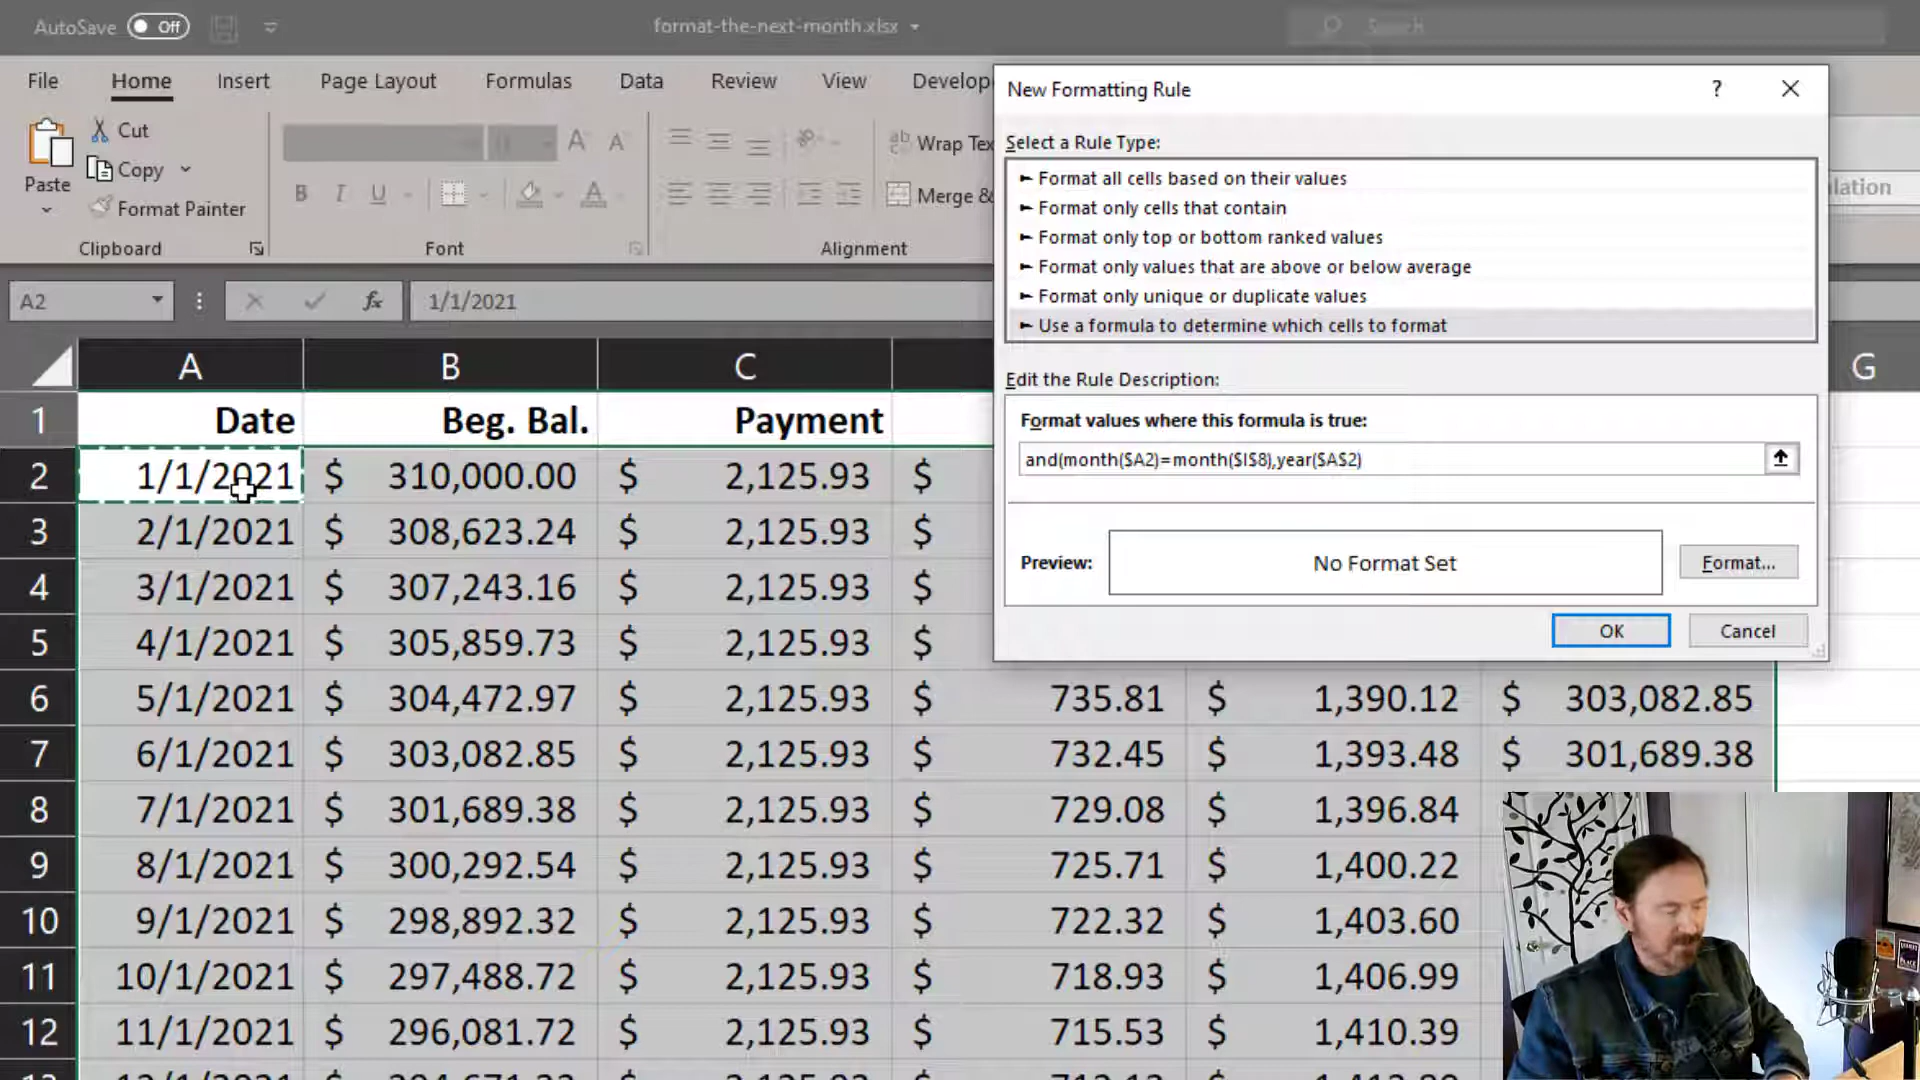 AutoSave Off format-the-next-month.xlsx Search
File Home Insert Page Layout Formulas Data Review View Develop
New Formatting Rule ?
Cut
Copy
Paste
Format Painter
Wrap Tex
Merge &
Clipboard Font Alignment
lation
A2 fx 1/1/2021
Select a Rule Type:
► Format all cells based on their values
► Format only cells that contain
► Format only top or bottom ranked values
► Format only values that are above or below average
► Format only unique or duplicate values
► Use a formula to determine which cells to format
Edit the Rule Description:
Format values where this formula is true:
and(month($A2)=month($I$8),year($A$2)
Preview: No Format Set Format...
OK Cancel
A B C G
1 Date Beg. Bal. Payment
2 1/1/2021 $ 310,000.00 $ 2,125.93 $
3 2/1/2021 $ 308,623.24 $ 2,125.93 $
4 3/1/2021 $ 307,243.16 $ 2,125.93 $
5 4/1/2021 $ 305,859.73 $ 2,125.93 $
6 5/1/2021 $ 304,472.97 $ 2,125.93 $ 735.81 $ 1,390.12 $ 303,082.85
7 6/1/2021 $ 303,082.85 $ 2,125.93 $ 732.45 $ 1,393.48 $ 301,689.38
8 7/1/2021 $ 301,689.38 $ 2,125.93 $ 729.08 $ 1,396.84
9 8/1/2021 $ 300,292.54 $ 2,125.93 $ 725.71 $ 1,400.22
10 9/1/2021 $ 298,892.32 $ 2,125.93 $ 722.32 $ 1,403.60
11 10/1/2021 $ 297,488.72 $ 2,125.93 $ 718.93 $ 1,406.99
12 11/1/2021 $ 296,081.72 $ 2,125.93 $ 715.53 $ 1,410.39